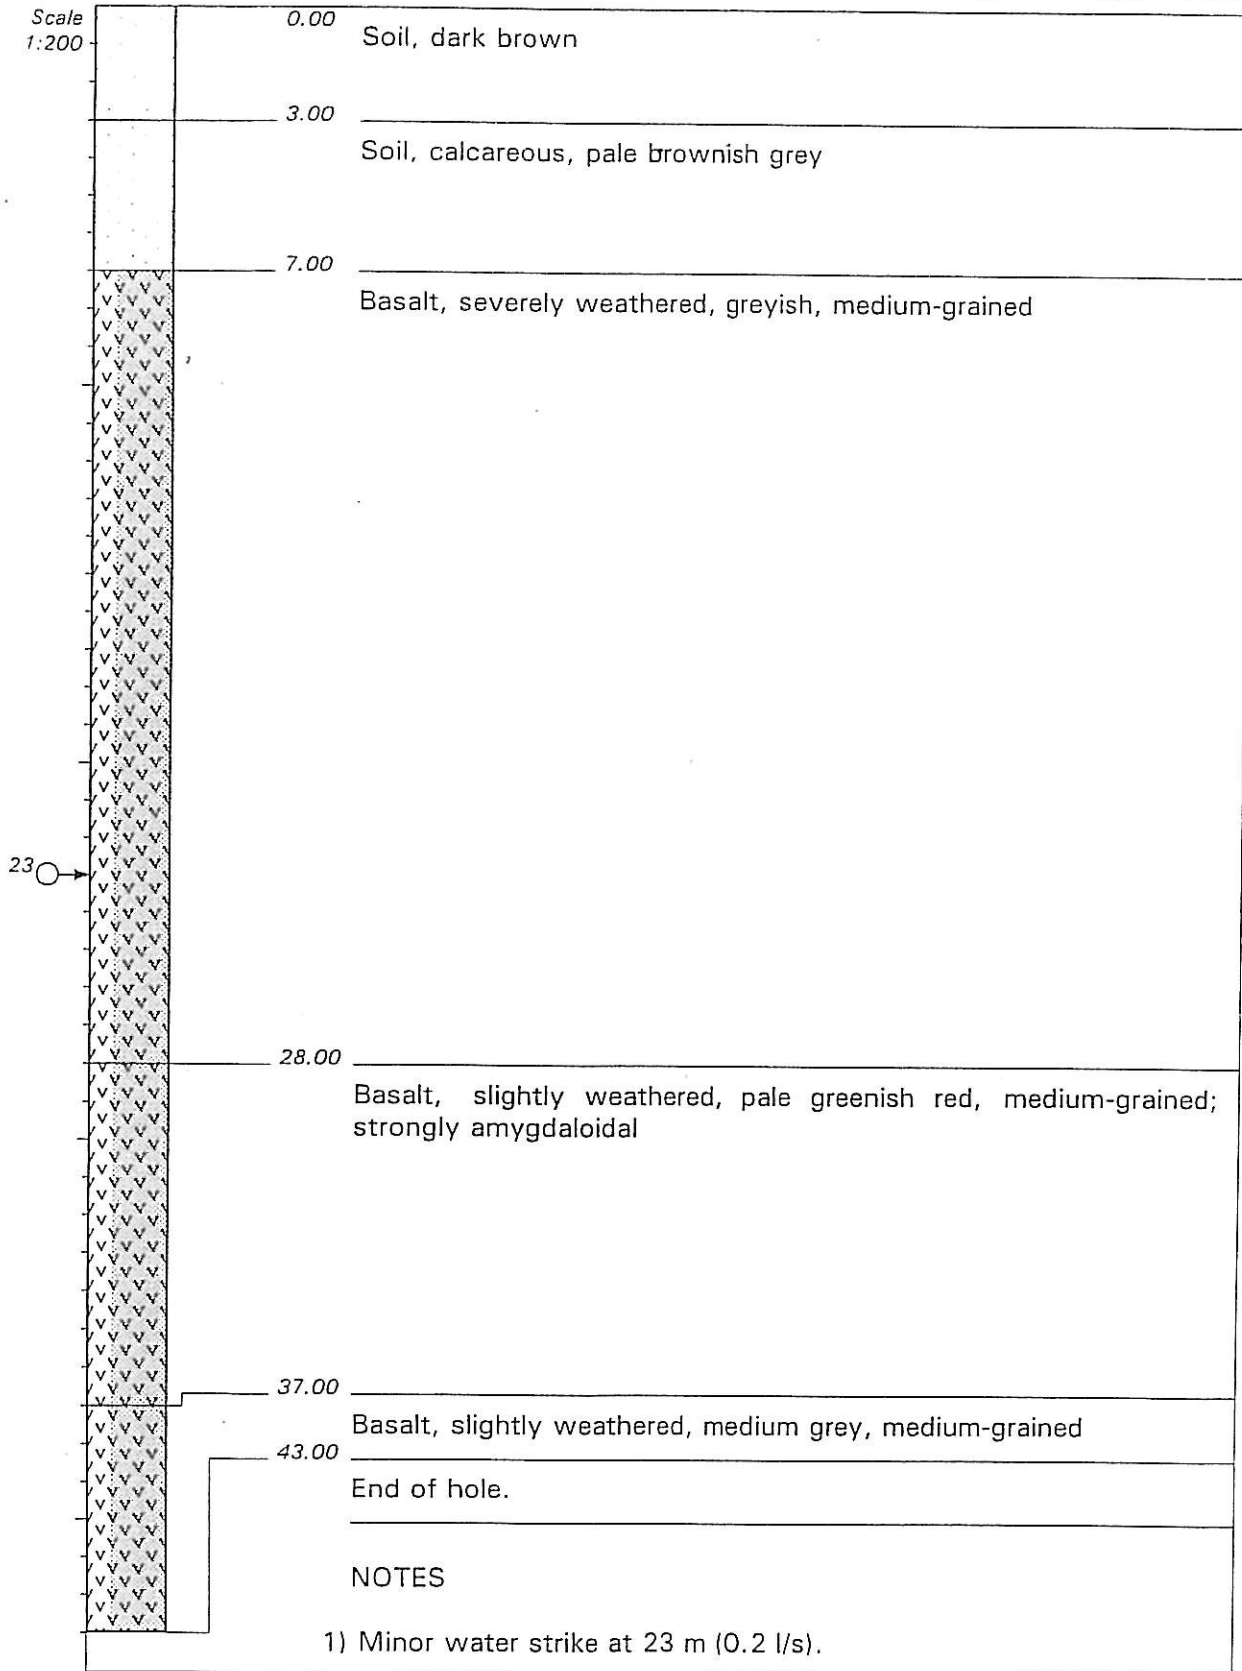 Scale
1:200
0.00
Soil, dark brown
3.00
Soil, calcareous, pale brownish grey
7.00
Basalt, severely weathered, greyish, medium-grained
23
28.00
Basalt, slightly weathered, pale greenish red, medium-grained;
strongly amygdaloidal
37.00
Basalt, slightly weathered, medium grey, medium-grained
43.00
End of hole.
NOTES
1) Minor water strike at 23 m (0.2 l/s).